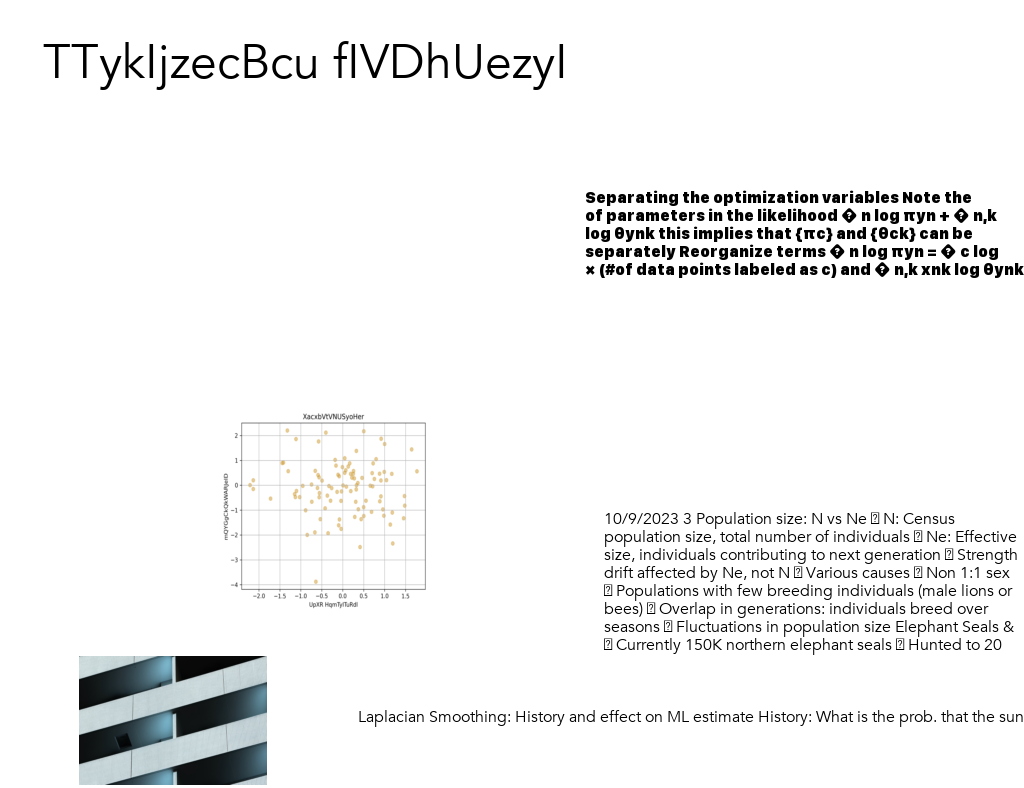 TTykIjzecBcu fIVDhUezyI
Separating the optimization variables Note the
of parameters in the likelihood � n log πyn + � n,k
log θynk this implies that {πc} and {θck} can be
separately Reorganize terms � n log πyn = � c log
× (#of data points labeled as c) and � n,k xnk log θynk
XacxbVtVNUSyoHer
2
1
0
−1
−2
−3
−4
−2.0 −1.5 −1.0 −0.5 0.0 0.5 1.0 1.5
10/9/2023 3 Population size: N vs Ne � N: Census
population size, total number of individuals � Ne: Effective
size, individuals contributing to next generation � Strength
drift affected by Ne, not N � Various causes � Non 1:1 sex
� Populations with few breeding individuals (male lions or
bees) � Overlap in generations: individuals breed over
seasons � Fluctuations in population size Elephant Seals &
� Currently 150K northern elephant seals � Hunted to 20
Laplacian Smoothing: History and effect on ML estimate History: What is the prob. that the sun